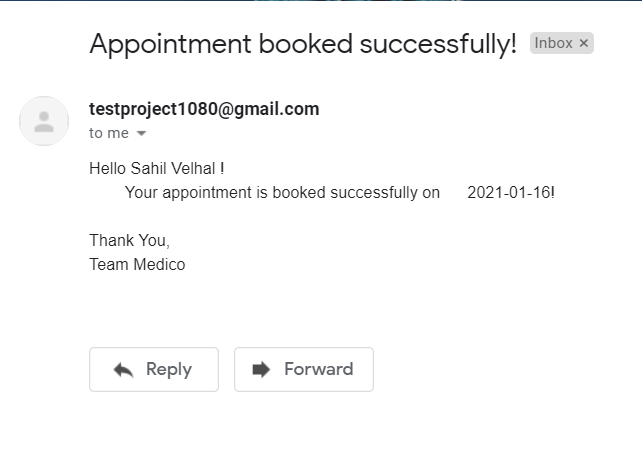 Appointment booked successfully! Inbox ×
testproject1080@gmail.com
to me
Hello Sahil Velhal !
Your appointment is booked successfully on 2021-01-16!
Thank You,
Team Medico
Reply Forward